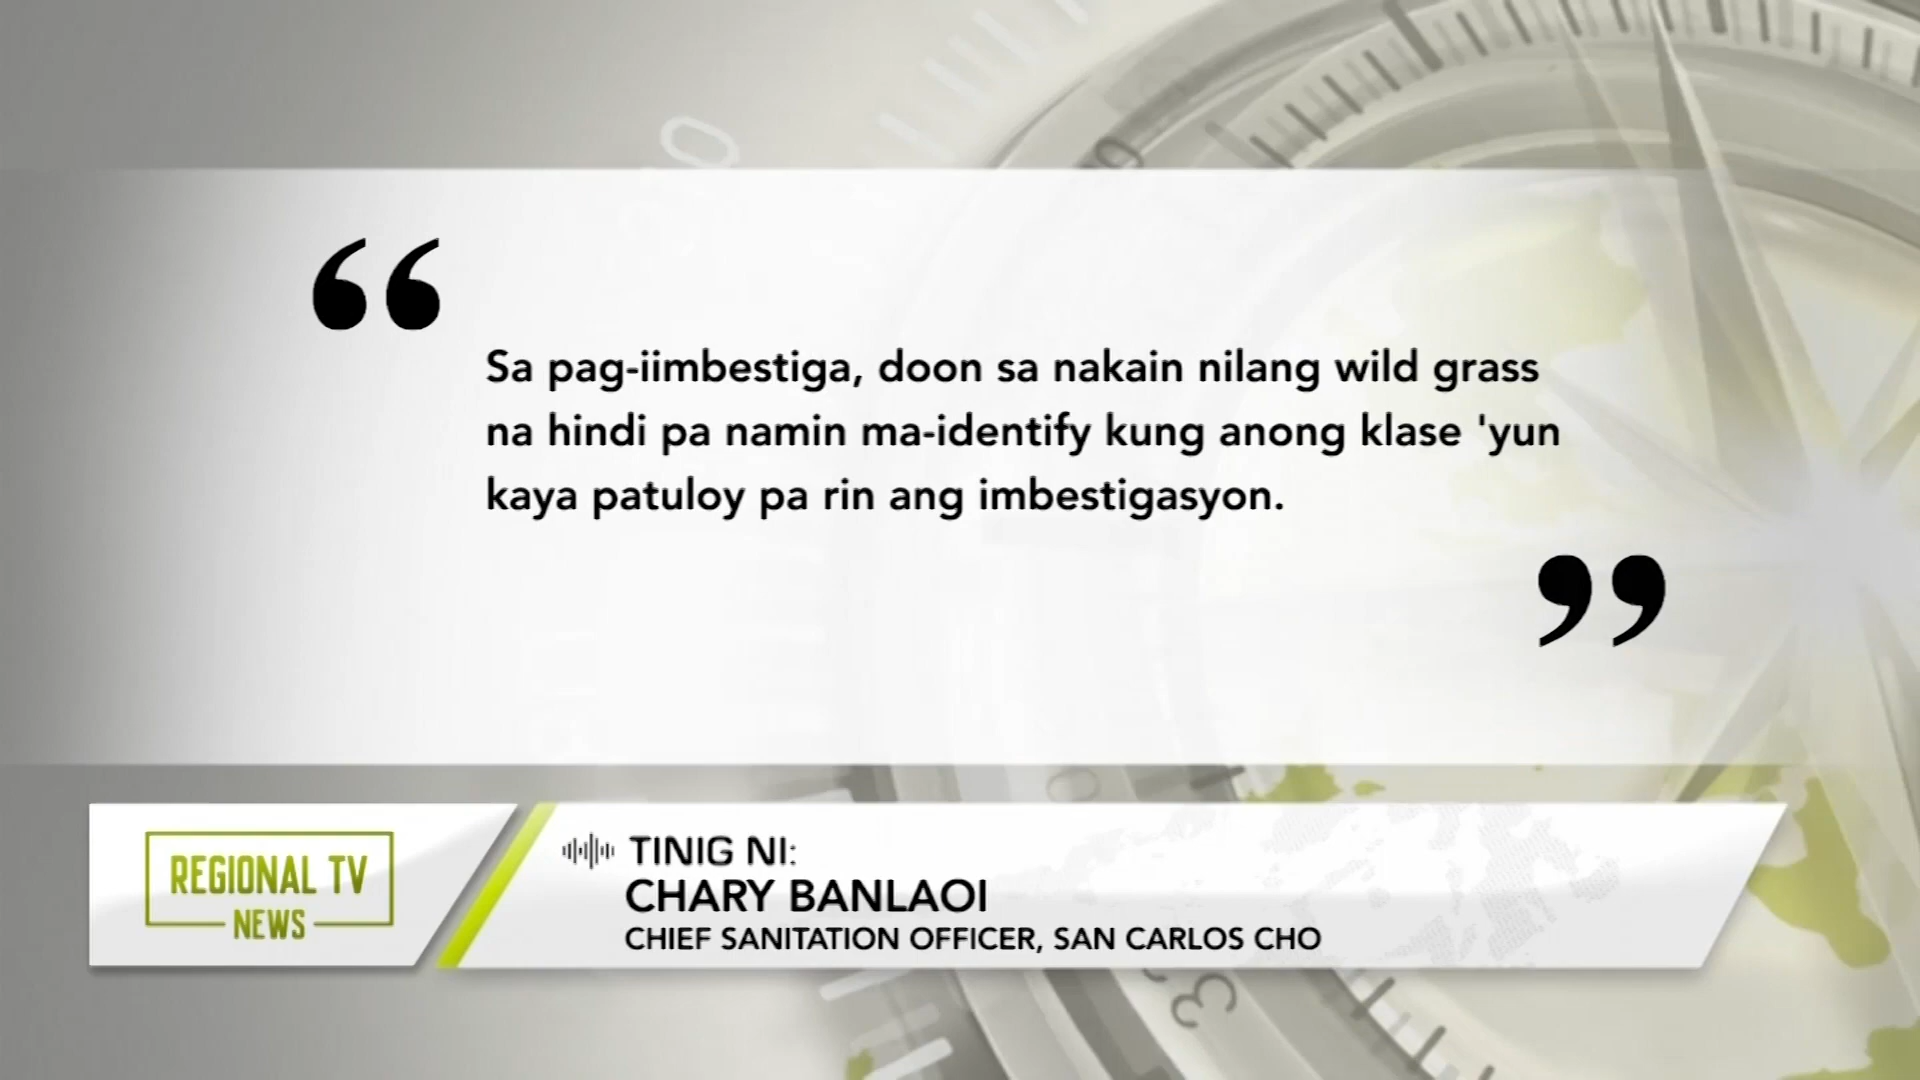 “
Sa pag-iimbestiga, doon sa nakain nilang wild grass
na hindi pa namin ma-identify kung anong klase 'yun
kaya patuloy pa rin ang imbestigasyon.
”
REGIONAL TV
NEWS
TINIG NI:
CHARY BANLAOI
CHIEF SANITATION OFFICER, SAN CARLOS CHO